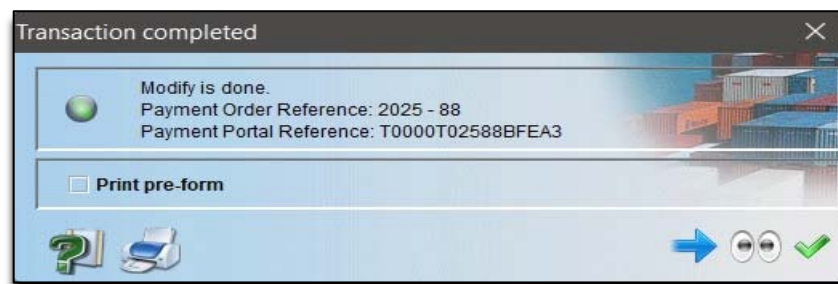 Transaction completed
Modify is done.
Payment Order Reference: 2025 - 88
Payment Portal Reference: T0000T02588BFEA3
Print pre-form